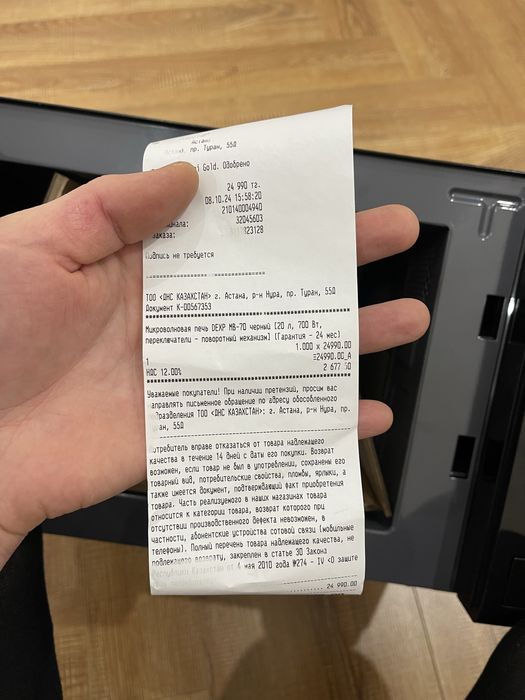 Астана
пр. Туран, 55Д
Gold. Одобрено
24 990 тг.
08.10.24 15:58:20
210140004940
32045603
заказа: 123128
Подпись не требуется
==============================
ТОО <ДНС КАЗАХСТАН> г. Астана, р-н Нура, пр. Туран, 55Д
Документ К-00567353
Микроволновая печь DEXP MB-70 черный [20 л, 700 Вт,
переключатели - поворотный механизм] (Гарантия - 24 мес)
1.000 x 24990.00
1 =24990.00_А
НДС 12.00% 2 677
Уважаемые покупатели! При наличии претензий, просим вас
направлять письменное обращение по адресу обособленного
подразделения ТОО <ДНС КАЗАХСТАН>: г. Астана, р-н Нура, пр.
55Д
Потребитель вправе отказаться от товара надлежащего
качества в течение 14 дней с даты его покупки. Возврат
возможен, если товар не был в употреблении, сохранены его
товарный вид, потребительские свойства, пломбы, ярлыки, а
также имеется документ, подтверждающий факт приобретения
товара. Часть реализуемого в наших магазинах товара
относится к категории товара, возврат которого при
отсутствии производственного дефекта невозможен, в
частности, абонентские устройства сотовой связи (мобильные
телефоны). Полный перечень товара надлежащего качества, не
подлежащего возврату, закреплен в статье 30 Закона
Республики Казахстан от 4 мая 2010 года №274 - IV <О защите
24 990.00